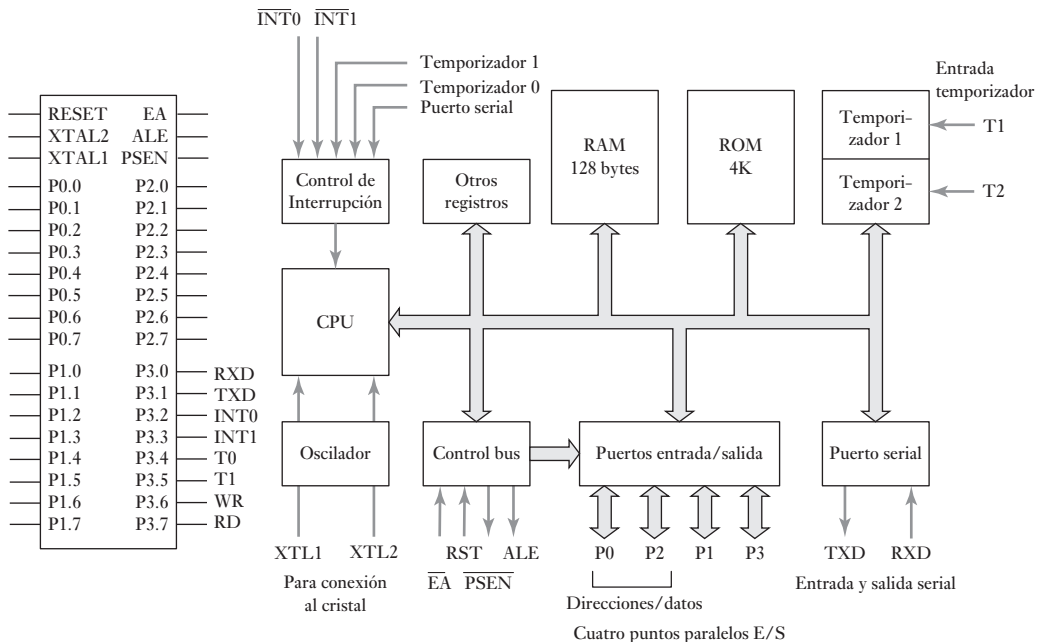 INT0 INT1
Temporizador 1
Temporizador 0
Puerto serial
Entrada
temporizador
RESET EA
XTAL2 ALE
XTAL1 PSEN
P0.0 P2.0
P0.1 P2.1
P0.2 P2.2
P0.3 P2.3
P0.4 P2.4
P0.5 P2.5
P0.6 P2.6
P0.7 P2.7
P1.0 P3.0 RXD
P1.1 P3.1 TXD
P1.2 P3.2 INT0
P1.3 P3.3 INT1
P1.4 P3.4 T0
P1.5 P3.5 T1
P1.6 P3.6 WR
P1.7 P3.7 RD
Control de
Interrupción
Otros
registros
RAM
128 bytes
ROM
4K
Tempori-
zador 1
T1
Tempori-
zador 2
T2
CPU
Oscilador
Control bus
Puertos entrada/salida
Puerto serial
XTL1 XTL2
Para conexión
al cristal
RST ALE
EA PSEN
P0 P2 P1 P3
Direcciones/datos
Cuatro puntos paralelos E/S
TXD RXD
Entrada y salida serial